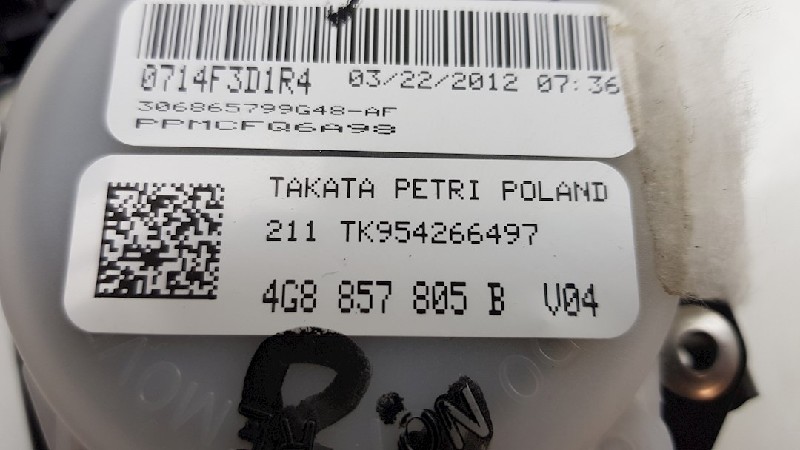 0714F3D1R4 03/22/2012 07:36
306865799G48-AF
PPMCFQ6A98
TAKATA PETRI POLAND
211 TK954266497
4G8 857 805 B V04